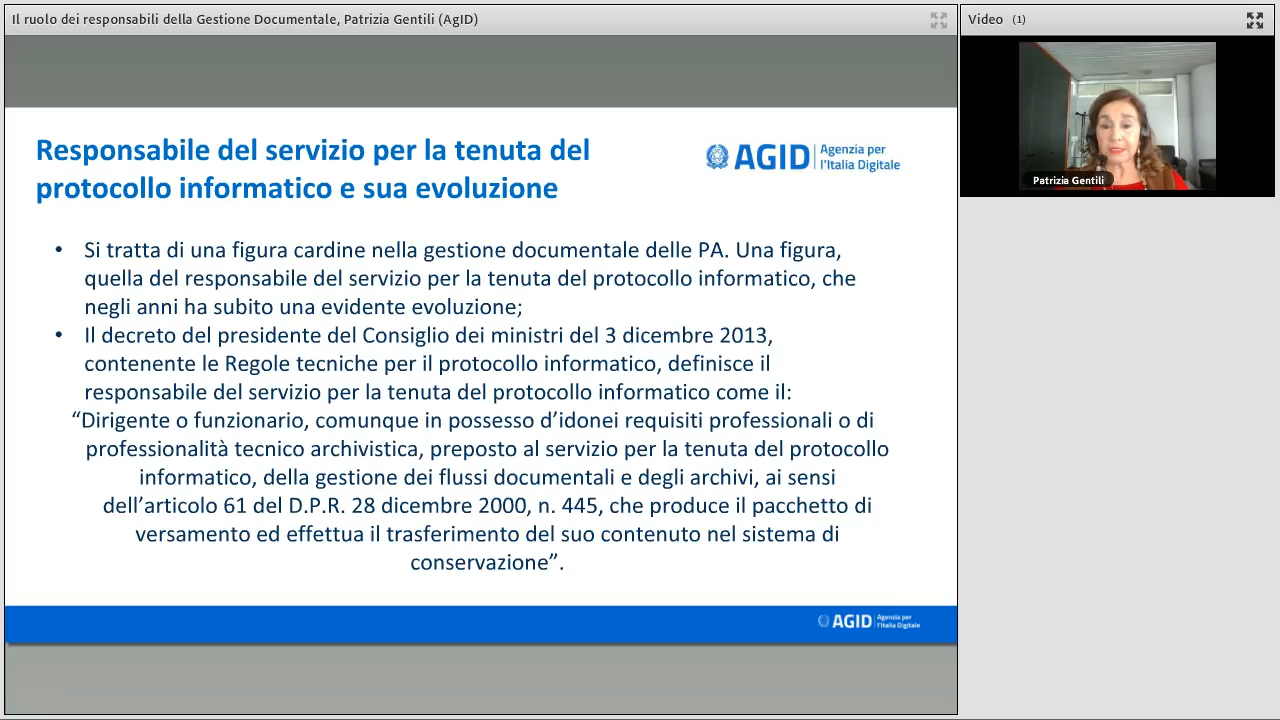 Il ruolo dei responsabili della Gestione Documentale, Patrizia Gentili (AgID)
Video (1)
Patrizia Gentili
Responsabile del servizio per la tenuta del
protocollo informatico e sua evoluzione
AGID
Agenzia per
l'Italia Digitale
• Si tratta di una figura cardine nella gestione documentale delle PA. Una figura,
quella del responsabile del servizio per la tenuta del protocollo informatico, che
negli anni ha subito una evidente evoluzione;
• Il decreto del presidente del Consiglio dei ministri del 3 dicembre 2013,
contenente le Regole tecniche per il protocollo informatico, definisce il
responsabile del servizio per la tenuta del protocollo informatico come il:
“Dirigente o funzionario, comunque in possesso d’idonei requisiti professionali o di
professionalità tecnico archivistica, preposto al servizio per la tenuta del protocollo
informatico, della gestione dei flussi documentali e degli archivi, ai sensi
dell’articolo 61 del D.P.R. 28 dicembre 2000, n. 445, che produce il pacchetto di
versamento ed effettua il trasferimento del suo contenuto nel sistema di
conservazione”.
AGID
Agenzia per
l'Italia Digitale